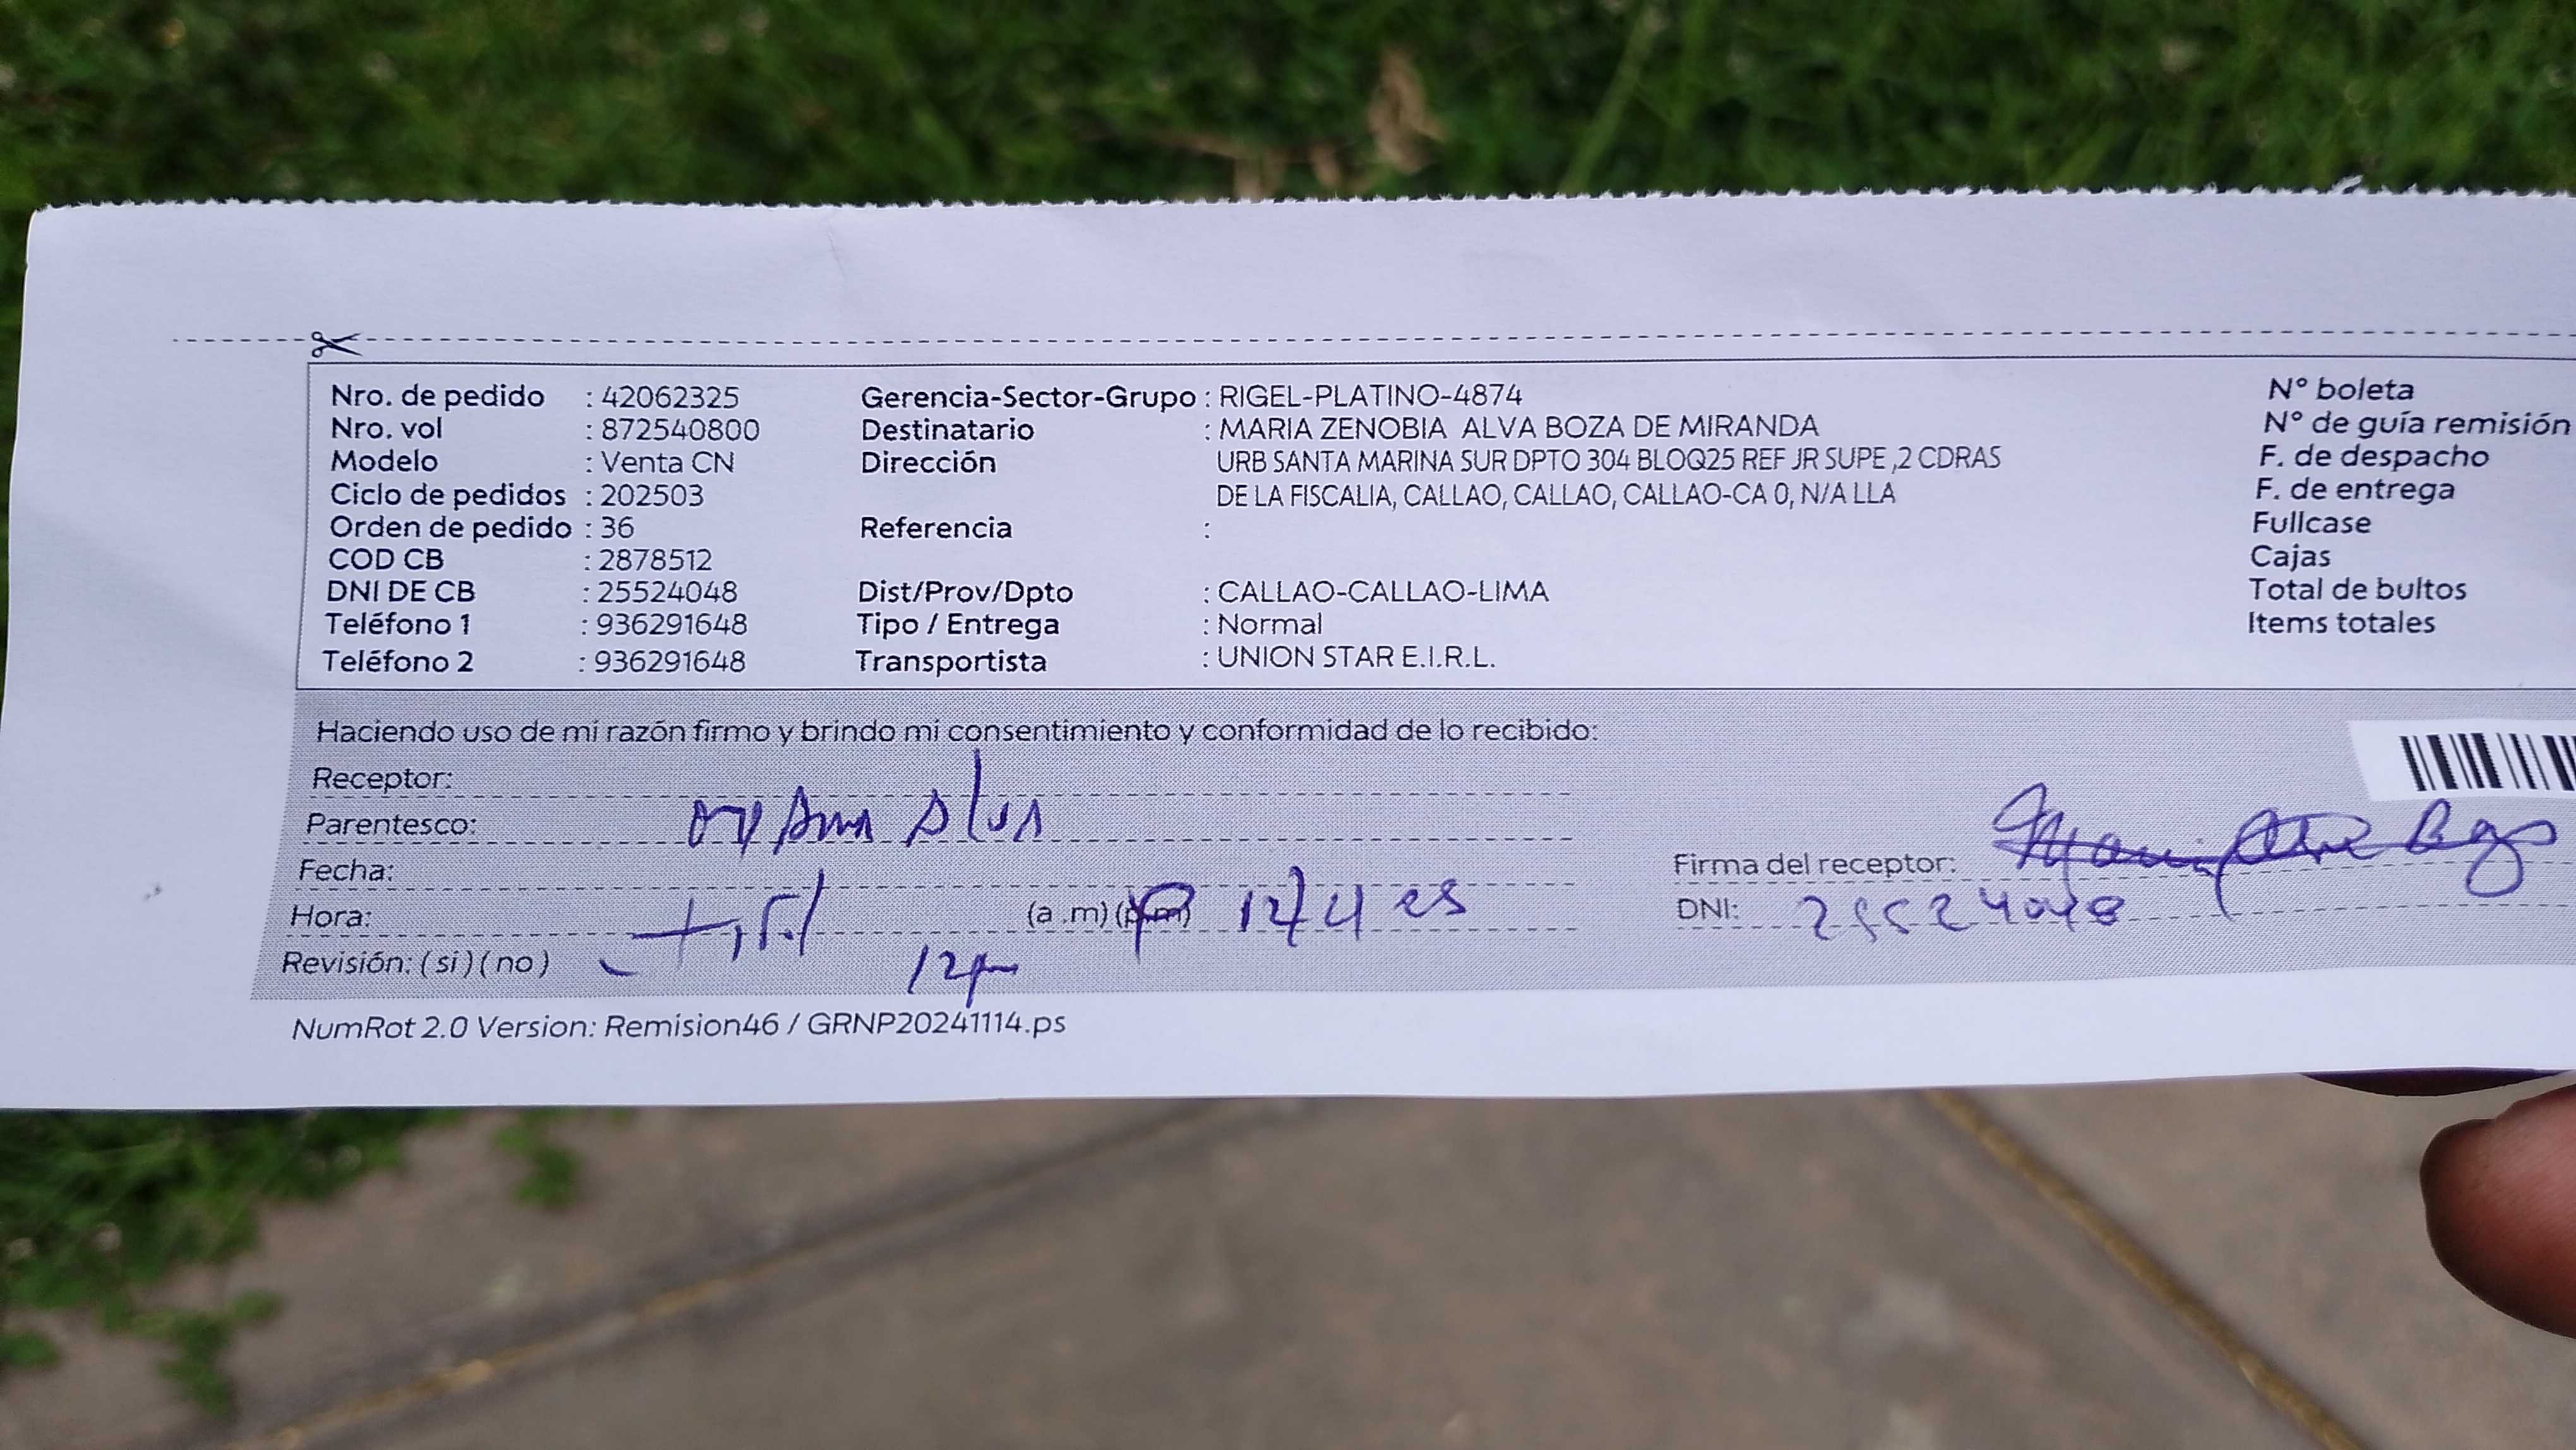 Nro. de pedido : 42062325
Nro. vol : 872540800
Modelo : Venta CN
Ciclo de pedidos : 202503
Orden de pedido : 36
COD CB : 2878512
DNI DE CB : 25524048
Teléfono 1 : 936291648
Teléfono 2 : 936291648
Gerencia-Sector-Grupo : RIGEL-PLATINO-4874
Destinatario : MARIA ZENOBIA ALVA BOZA DE MIRANDA
Dirección URB SANTA MARINA SUR DPTO 304 BLOQ25 REF JR SUPE ,2 CDRAS
DE LA FISCALIA, CALLAO, CALLAO, CALLAO-CA 0, N/A LLA
Referencia :
Dist/Prov/Dpto : CALLAO-CALLAO-LIMA
Tipo / Entrega : Normal
Transportista : UNION STAR E.I.R.L.
N° boleta
N° de guía remisión
F. de despacho
F. de entrega
Fullcase
Cajas
Total de bultos
Items totales
Haciendo uso de mi razón firmo y brindo mi consentimiento y conformidad de lo recibido:
Receptor:
Parentesco:
Fecha:
Hora: (a .m) (p.m)
Revisión: ( si ) ( no ) 12pm
Firma del receptor:
DNI: 25524048
NumRot 2.0 Version: Remision46 / GRNP20241114.ps